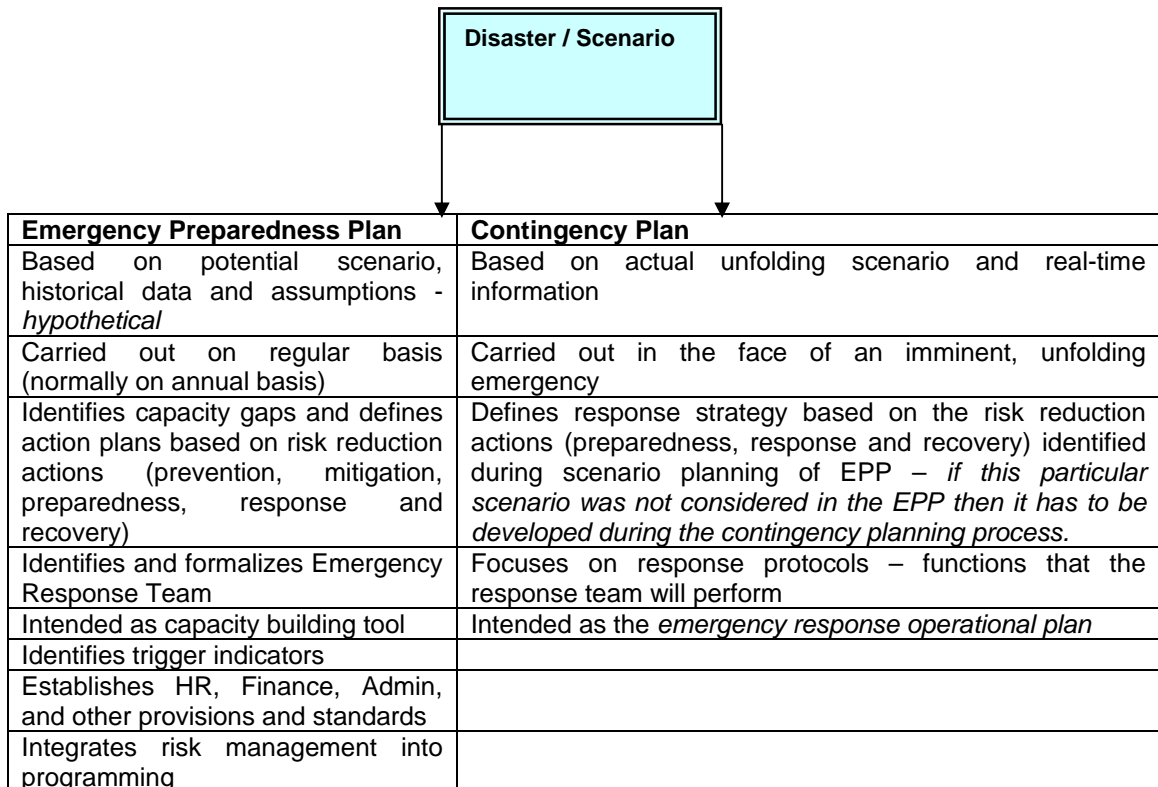 Disaster / Scenario
Emergency Preparedness Plan
Contingency Plan
Based on potential scenario,
historical data and assumptions -
hypothetical
Based on actual unfolding scenario and real-time
information
Carried out on regular basis
(normally on annual basis)
Carried out in the face of an imminent, unfolding
emergency
Identifies capacity gaps and defines
action plans based on risk reduction
actions (prevention, mitigation,
preparedness, response and
recovery)
Defines response strategy based on the risk reduction
actions (preparedness, response and recovery) identified
during scenario planning of EPP – if this particular
scenario was not considered in the EPP then it has to be
developed during the contingency planning process.
Identifies and formalizes Emergency
Response Team
Focuses on response protocols – functions that the
response team will perform
Intended as capacity building tool
Intended as the emergency response operational plan
Identifies trigger indicators
Establishes HR, Finance, Admin,
and other provisions and standards
Integrates risk management into
programming